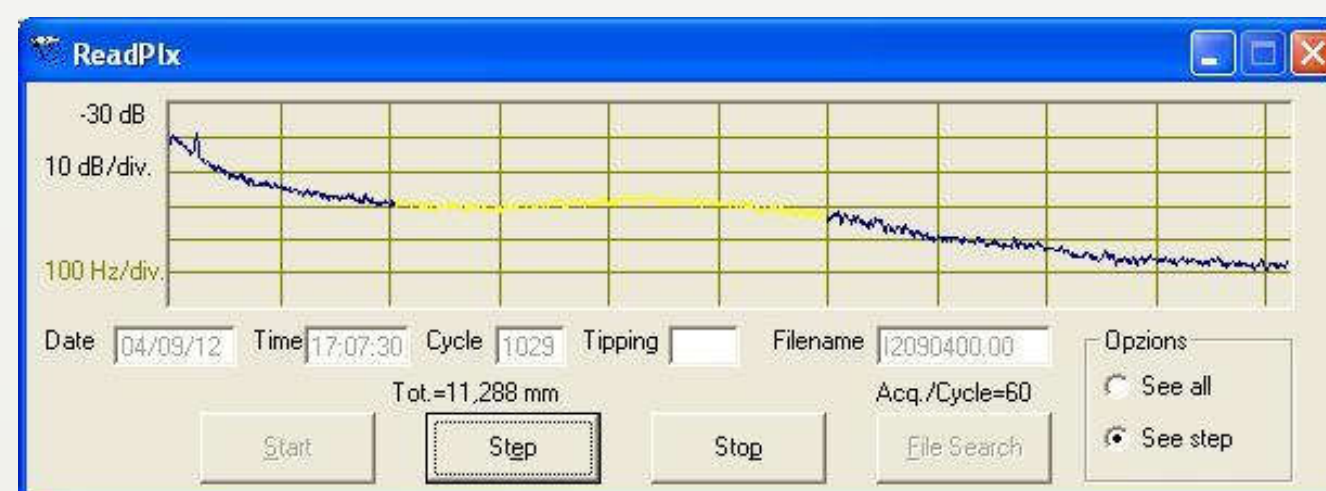 ReadPlx
-30 dB
10 dB/div.
100 Hz/div.
Date 04/09/12 Time 17:07:30 Cycle 1029 Tipping Filename I2090400.00
Tot.=11,288 mm Acq./Cycle=60
Start Step Stop File Search
Opzions
See all
See step